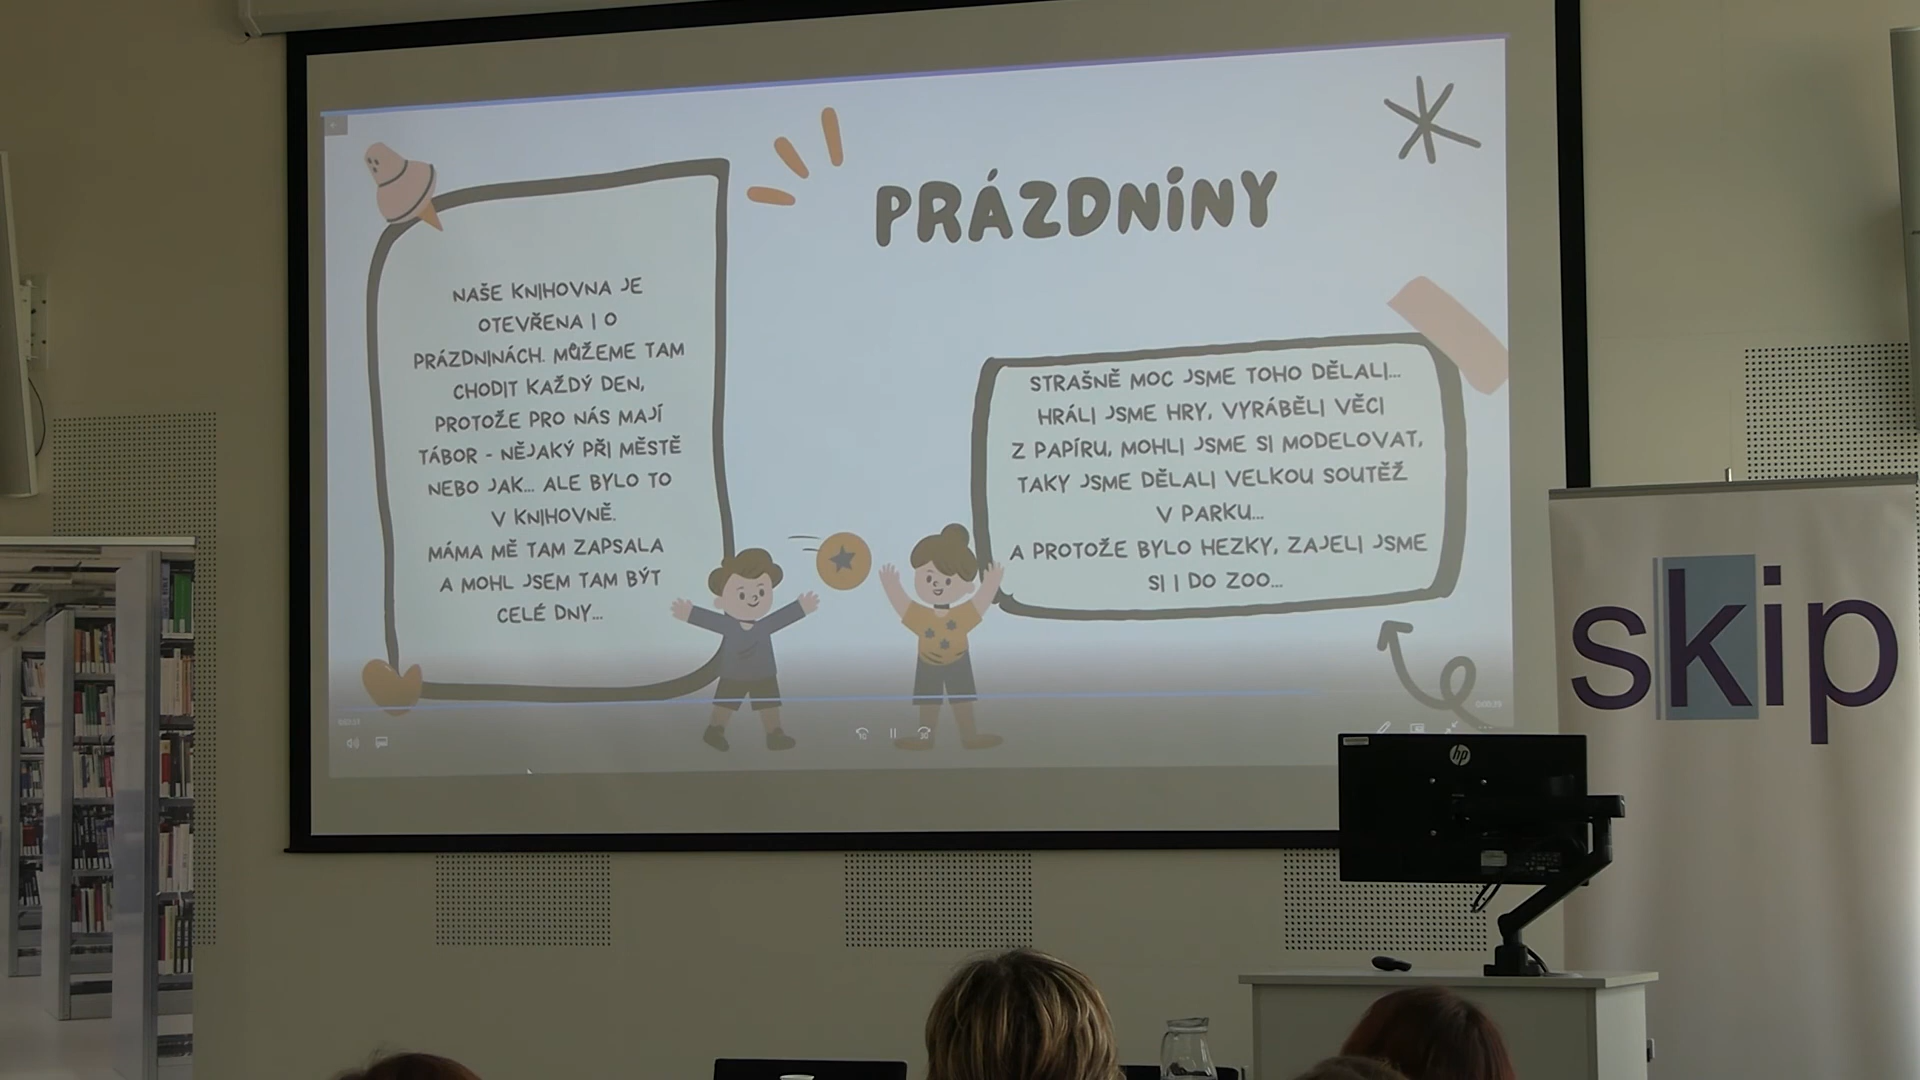 PRÁZDNINY
NAŠE KNIHOVNA JE
OTEVŘENA I O
PRÁZDNINÁCH. MŮŽEME TAM
CHODIT KAŽDÝ DEN,
PROTOŽE PRO NÁS MAJÍ
TÁBOR - NĚJAKÝ PŘI MĚSTĚ
NEBO JAK... ALE BYLO TO
V KNIHOVNĚ.
MÁMA MĚ TAM ZAPSALA
A MOHL JSEM TAM BÝT
CELÉ DNY...
STRAŠNĚ MOC JSME TOHO DĚLALI...
HRÁLI JSME HRY, VYRÁBĚLI VĚCI
Z PAPÍRU, MOHLI JSME SI MODELOVAT,
TAKY JSME DĚLALI VELKOU SOUTĚŽ
V PARKU...
A PROTOŽE BYLO HEZKY, ZAJELI JSME
SI I DO ZOO...
10
30
skip
hp